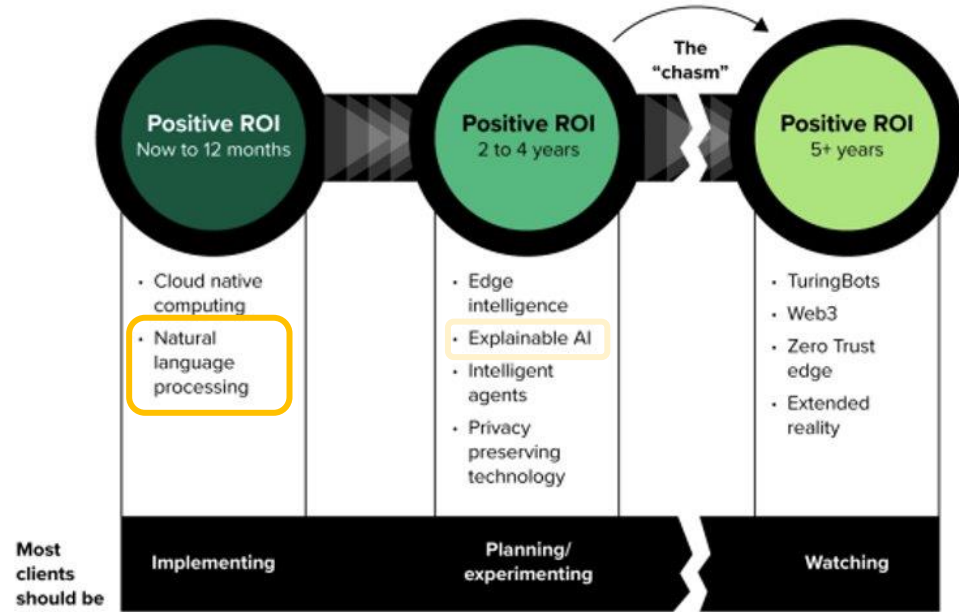 The
"chasm"
Positive ROI
Now to 12 months
Positive ROI
2 to 4 years
Positive ROI
5+ years
• Cloud native
computing
• Natural
language
processing
• Edge
intelligence
• Explainable AI
• Intelligent
agents
• Privacy
preserving
technology
• TuringBots
• Web3
• Zero Trust
edge
• Extended
reality
Most
clients
should be
Implementing
Planning/
experimenting
Watching